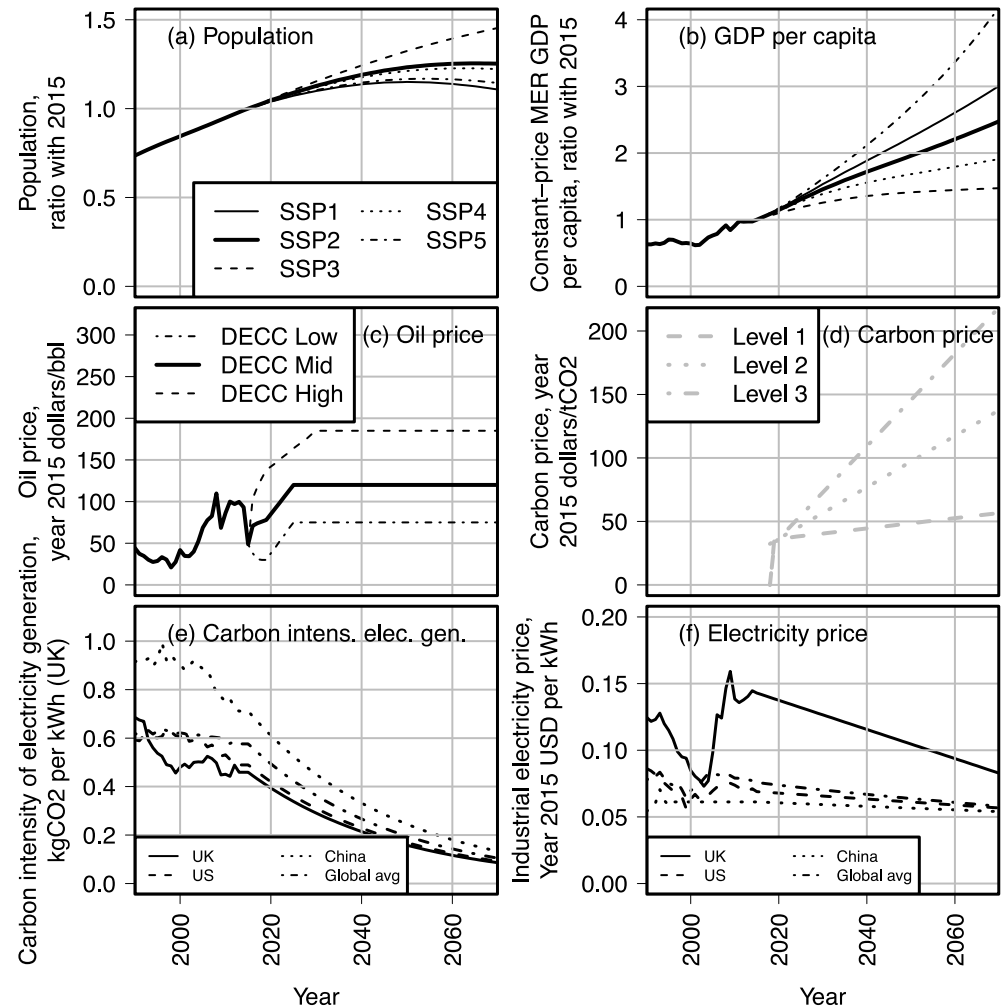 (a) Population
Population,
ratio with 2015
1.5
1.0
0.5
0.0
SSP1
SSP2
SSP3
SSP4
SSP5
(b) GDP per capita
Constant−price MER GDP
per capita, ratio with 2015
4
3
2
1
0
(c) Oil price
Oil price,
year 2015 dollars/bbl
300
250
200
150
100
50
0
DECC Low
DECC Mid
DECC High
(d) Carbon price
Carbon price, year
2015 dollars/tCO2
200
150
100
50
0
Level 1
Level 2
Level 3
(e) Carbon intens. elec. gen.
Carbon intensity of electricity generation,
kgCO2 per kWh (UK)
1.0
0.8
0.6
0.4
0.2
0.0
UK
US
China
Global avg
2000
2020
2040
2060
Year
(f) Electricity price
Industrial electricity price,
Year 2015 USD per kWh
0.20
0.15
0.10
0.05
0.00
UK
US
China
Global avg
2000
2020
2040
2060
Year